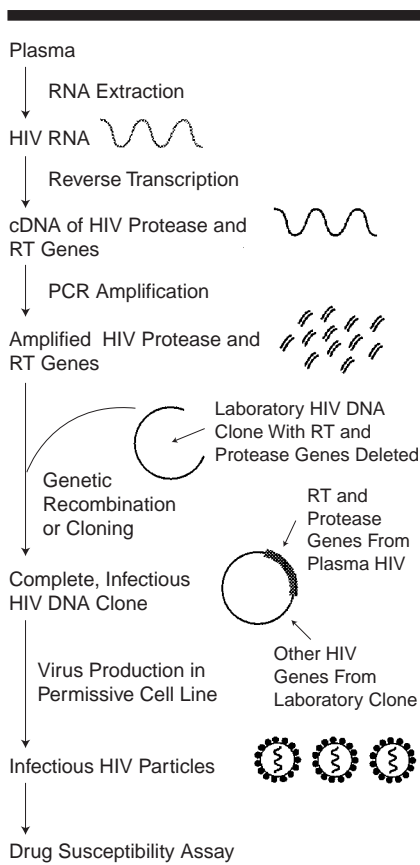 Plasma
RNA Extraction
HIV RNA
Reverse Transcription
cDNA of HIV Protease and
RT Genes
PCR Amplification
Amplified HIV Protease and
RT Genes
Laboratory HIV DNA
Clone With RT and
Protease Genes Deleted
Genetic
Recombination
or Cloning
RT and
Protease
Genes From
Plasma HIV
Complete, Infectious
HIV DNA Clone
Other HIV
Genes From
Laboratory Clone
Virus Production in
Permissive Cell Line
Infectious HIV Particles
Drug Susceptibility Assay